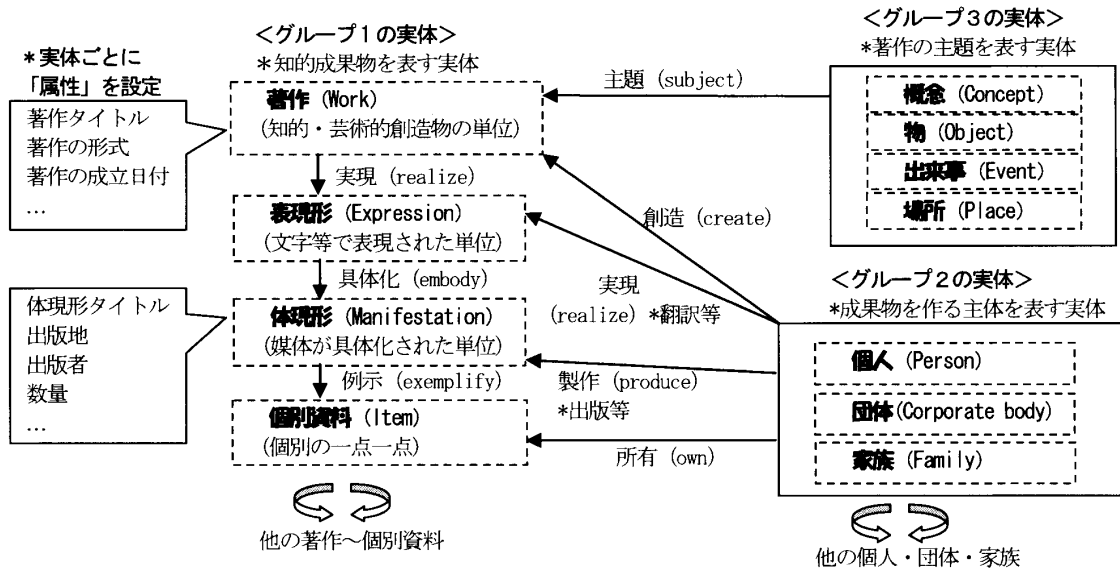 ＊実体ごとに
「属性」を設定
著作タイトル
著作の形式
著作の成立日付
…
体現形タイトル
出版地
出版者
数量
…
＜グループ１の実体＞
＊知的成果物を表す実体
著作 (Work)
(知的・芸術的創造物の単位)
実現 (realize)
表現形 (Expression)
(文字等で表現された単位)
具体化 (embody)
体現形 (Manifestation)
(媒体が具体化された単位)
例示 (exemplify)
個別資料 (Item)
(個別の一点一点)
他の著作～個別資料
主題 (subject)
創造 (create)
実現
(realize) *翻訳等
製作 (produce)
*出版等
所有 (own)
＜グループ３の実体＞
*著作の主題を表す実体
概念 (Concept)
物 (Object)
出来事 (Event)
場所 (Place)
＜グループ２の実体＞
*成果物を作る主体を表す実体
個人 (Person)
団体(Corporate body)
家族 (Family)
他の個人・団体・家族